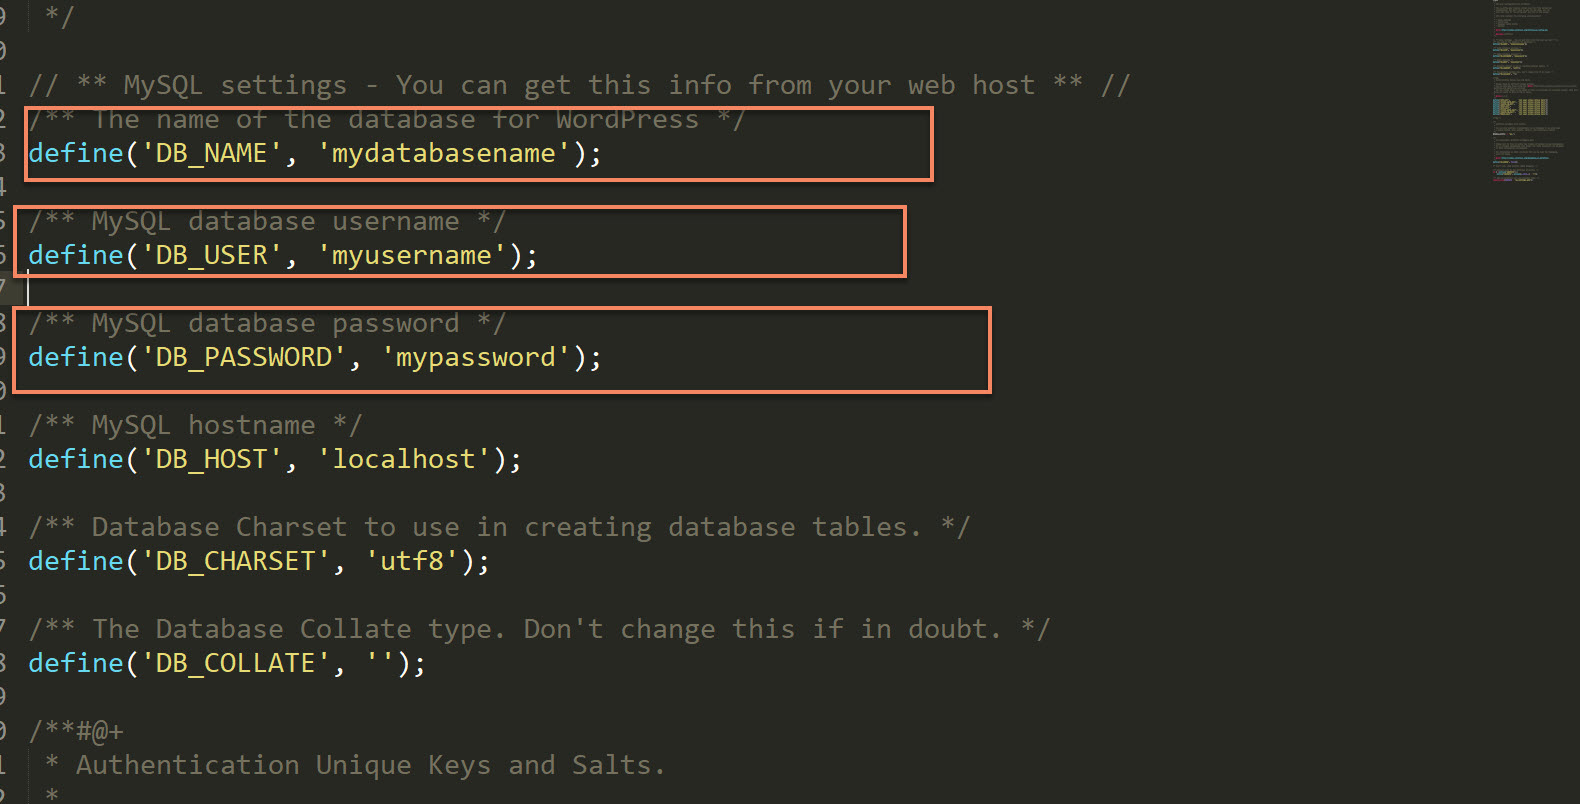 */
// ** MySQL settings - You can get this info from your web host ** //
/** The name of the database for WordPress */
define('DB_NAME', 'mydatabasename');
/** MySQL database username */
define('DB_USER', 'myusername');
/** MySQL database password */
define('DB_PASSWORD', 'mypassword');
/** MySQL hostname */
define('DB_HOST', 'localhost');
/** Database Charset to use in creating database tables. */
define('DB_CHARSET', 'utf8');
/** The Database Collate type. Don't change this if in doubt. */
define('DB_COLLATE', '');
/**#@+
* Authentication Unique Keys and Salts.
*